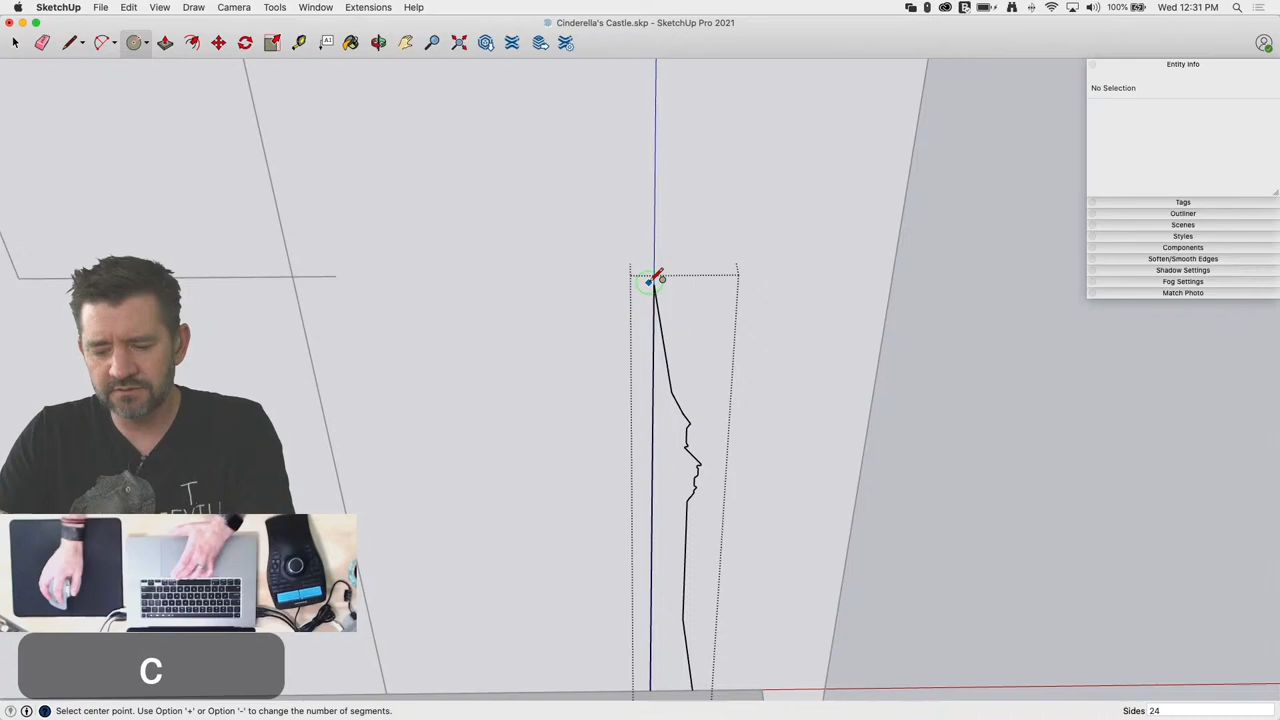 SketchUp File Edit View Draw Camera Tools Window Extensions Help
100% Wed 12:31 PM
Cinderella's Castle.skp - SketchUp Pro 2021
Entity Info
No Selection
Tags
Outliner
Scenes
Styles
Components
Soften/Smooth Edges
Shadow Settings
Fog Settings
Match Photo
C
Select center point. Use Option '+' or Option '-' to change the number of segments.
Sides 24